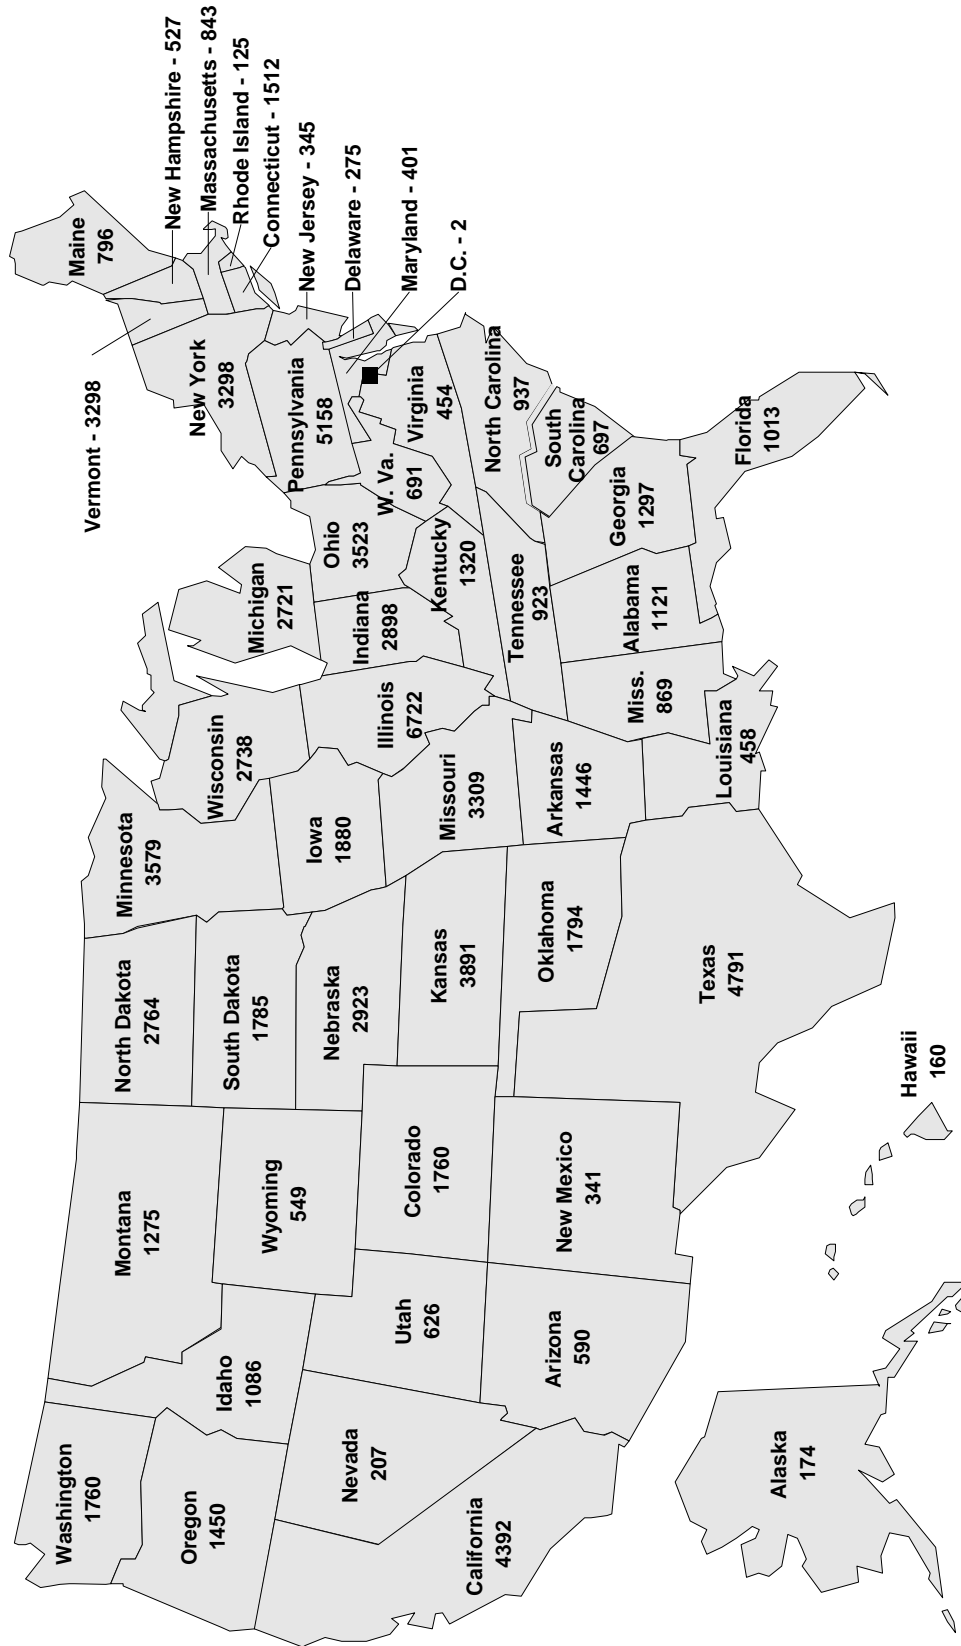 Washington
1760
Oregon
1450
California
4392
Nevada
207
Idaho
1086
Montana
1275
Wyoming
549
Utah
626
Arizona
590
Colorado
1760
New Mexico
341
North Dakota
2764
South Dakota
1785
Nebraska
2923
Kansas
3891
Oklahoma
1794
Texas
4791
Minnesota
3579
Iowa
1880
Missouri
3309
Arkansas
1446
Louisiana
458
Wisconsin
2738
Illinois
6722
Michigan
2721
Indiana
2898
Ohio
3523
Kentucky
1320
Tennessee
923
Miss.
869
Alabama
1121
Georgia
1297
Florida
1013
South
Carolina
697
North Carolina
937
Virginia
454
W. Va.
691
Pennsylvania
5158
New York
3298
Vermont - 3298
Maine
796
New Hampshire - 527
Massachusetts - 843
Rhode Island - 125
Connecticut - 1512
New Jersey - 345
Delaware - 275
Maryland - 401
D.C. - 2
Alaska
174
Hawaii
160